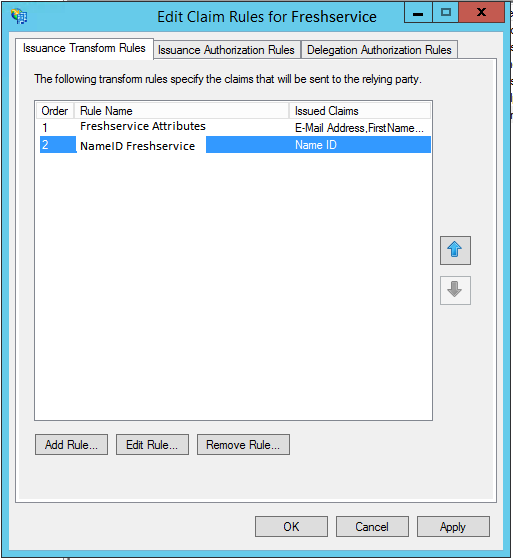 Edit Claim Rules for Freshservice
Issuance Transform Rules Issuance Authorization Rules Delegation Authorization Rules
The following transform rules specify the claims that will be sent to the relying party.
Order Rule Name Issued Claims
1 Freshservice Attributes E-Mail Address,FirstName...
2 NameID Freshservice Name ID
Add Rule... Edit Rule... Remove Rule...
OK Cancel Apply